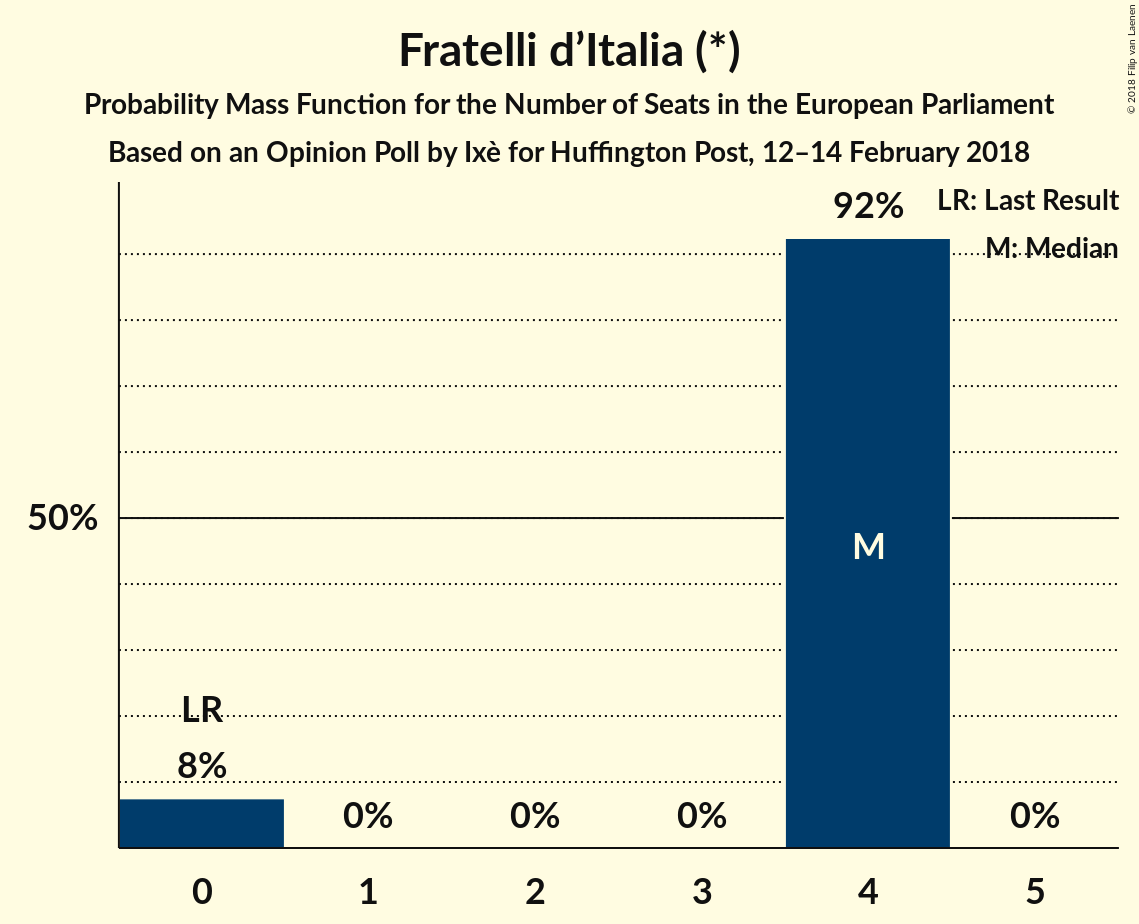 Fratelli d’Italia (*)
Probability Mass Function for the Number of Seats in the European Parliament
Based on an Opinion Poll by Ixè for Huffington Post, 12–14 February 2018
© 2018 Filip van Laenen
LR: Last Result
M: Median
92%
50%
M
LR
8%
0%
0%
0%
0%
0
1
2
3
4
5